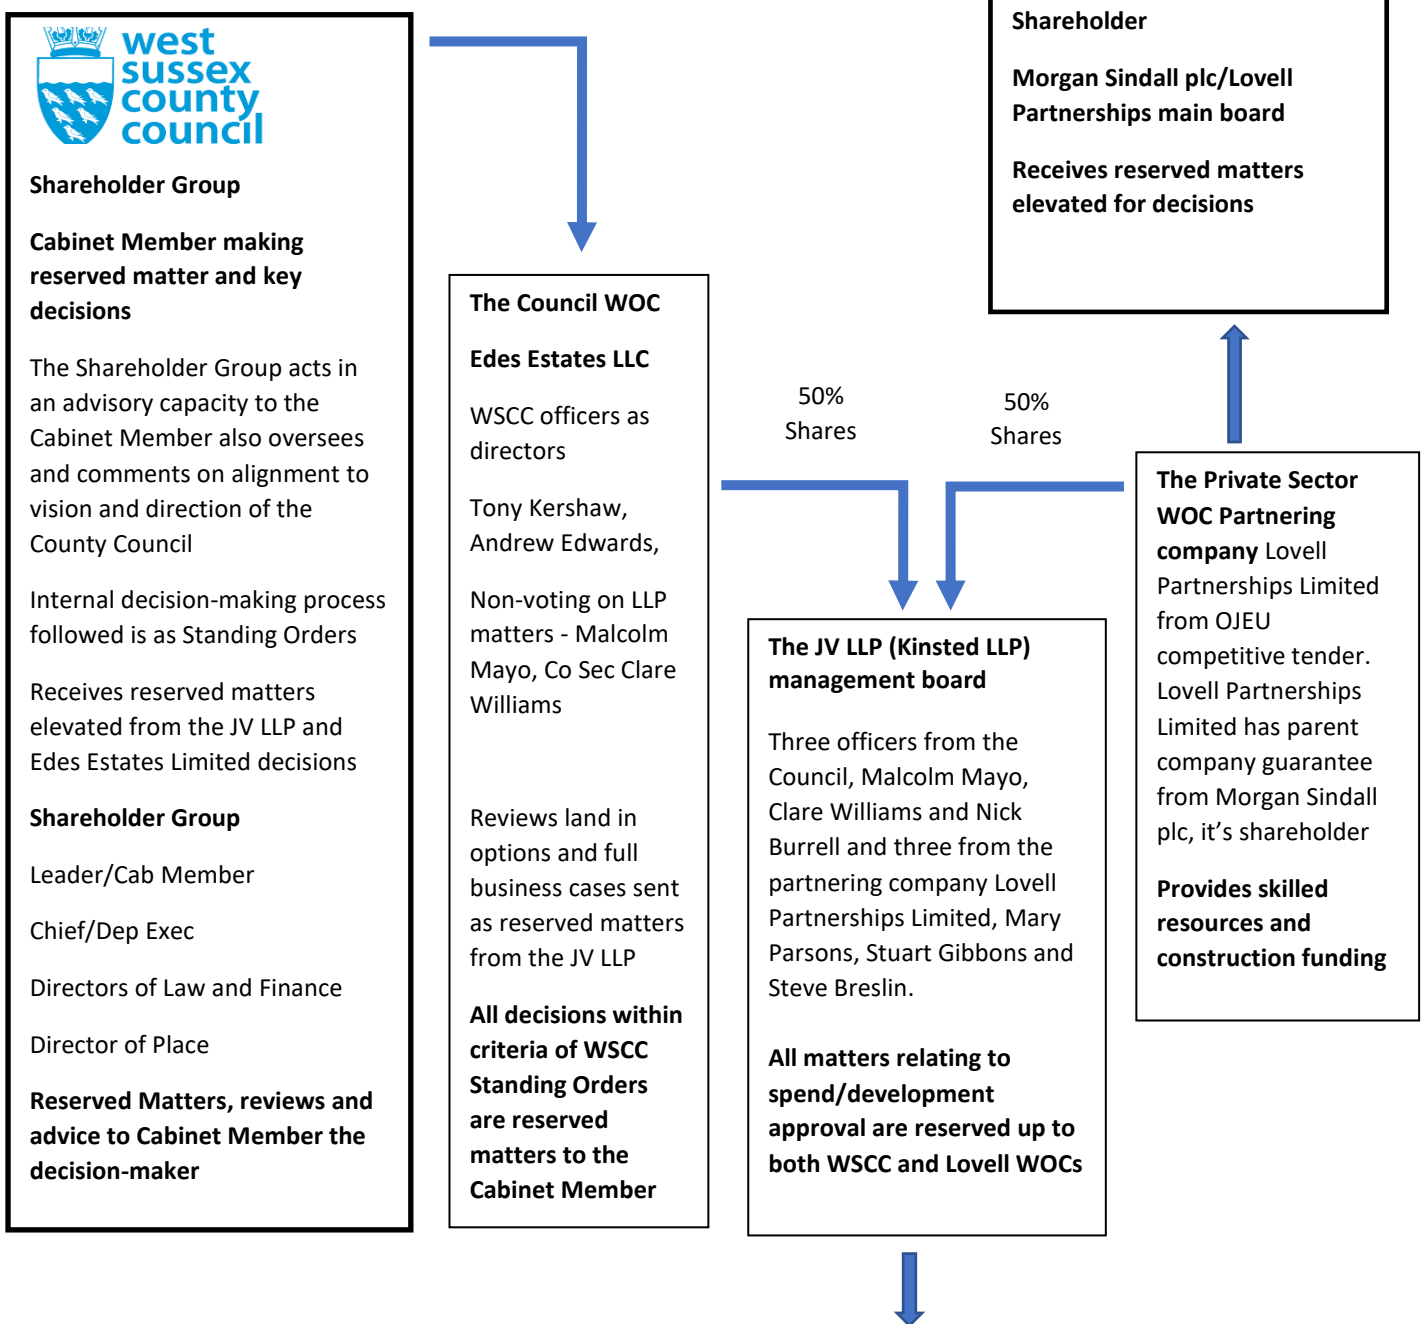 west
sussex
county
council
Shareholder Group
Cabinet Member making
reserved matter and key
decisions
The Shareholder Group acts in
an advisory capacity to the
Cabinet Member also oversees
and comments on alignment to
vision and direction of the
County Council
Internal decision-making process
followed is as Standing Orders
Receives reserved matters
elevated from the JV LLP and
Edes Estates Limited decisions
Shareholder Group
Leader/Cab Member
Chief/Dep Exec
Directors of Law and Finance
Director of Place
Reserved Matters, reviews and
advice to Cabinet Member the
decision-maker
The Council WOC
Edes Estates LLC
WSCC officers as
directors
Tony Kershaw,
Andrew Edwards,
Non-voting on LLP
matters - Malcolm
Mayo, Co Sec Clare
Williams
Reviews land in
options and full
business cases sent
as reserved matters
from the JV LLP
All decisions within
criteria of WSCC
Standing Orders
are reserved
matters to the
Cabinet Member
50%
Shares
50%
Shares
The JV LLP (Kinsted LLP)
management board
Three officers from the
Council, Malcolm Mayo,
Clare Williams and Nick
Burrell and three from the
partnering company Lovell
Partnerships Limited, Mary
Parsons, Stuart Gibbons and
Steve Breslin.
All matters relating to
spend/development
approval are reserved up to
both WSCC and Lovell WOCs
Shareholder
Morgan Sindall plc/Lovell
Partnerships main board
Receives reserved matters
elevated for decisions
The Private Sector
WOC Partnering
company Lovell
Partnerships Limited
from OJEU
competitive tender.
Lovell Partnerships
Limited has parent
company guarantee
from Morgan Sindall
plc, it's shareholder
Provides skilled
resources and
construction funding